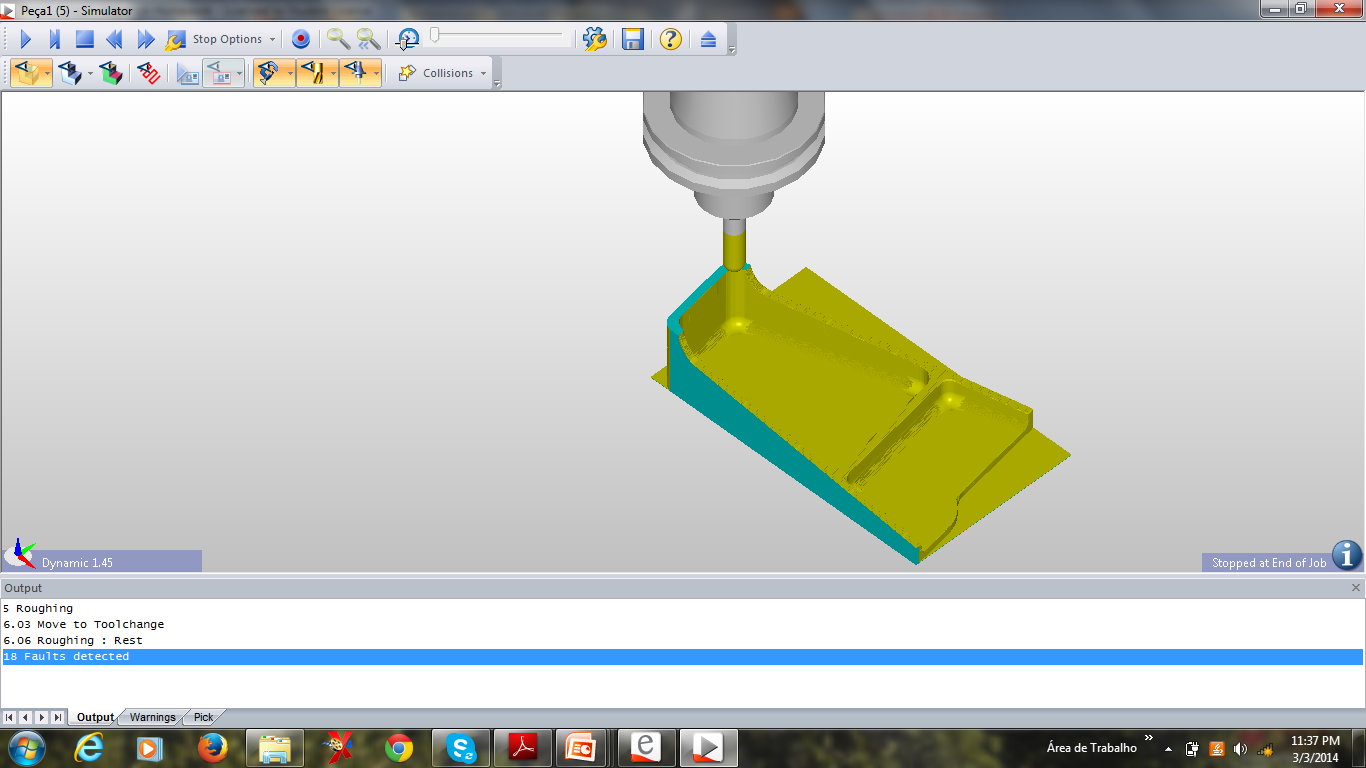 Peça1 (5) - Simulator
Stop Options
Collisions
Dynamic 1.45
Stopped at End of Job
Output
5 Roughing
6.03 Move to Toolchange
6.06 Roughing : Rest
18 Faults detected
Output Warnings Pick
Área de Trabalho
11:37 PM
3/3/2014